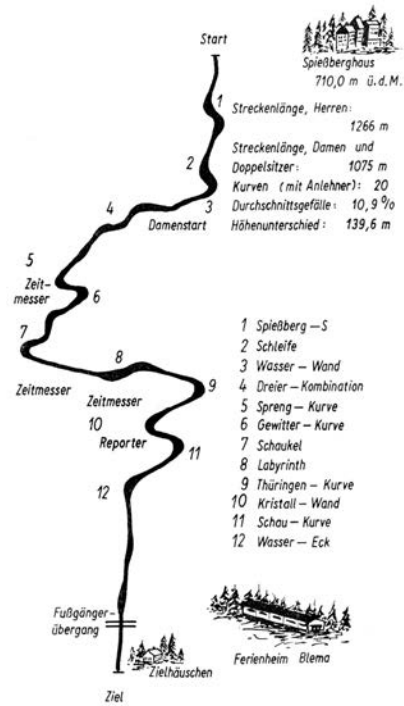 Start
Spießberghaus
710,0 m ü.d.M.
1
Streckenlänge, Herren:
1266 m
Streckenlänge, Damen und
2
Doppelsitzer: 1075 m
Kurven (mit Anlehner): 20
3
Durchschnittsgefälle: 10,9 %
4
Damenstart
Höhenunterschied: 139,6 m
5
Zeit-
messer
6
7
8
Zeitmesser
Zeitmesser
9
10
Reporter
11
12
1 Spießberg – S
2 Schleife
3 Wasser – Wand
4 Dreier – Kombination
5 Spreng – Kurve
6 Gewitter – Kurve
7 Schaukel
8 Labyrinth
9 Thüringen – Kurve
10 Kristall – Wand
11 Schau – Kurve
12 Wasser – Eck
Fußgänger-
übergang
Zielhäuschen
Ferienheim Blema
Ziel